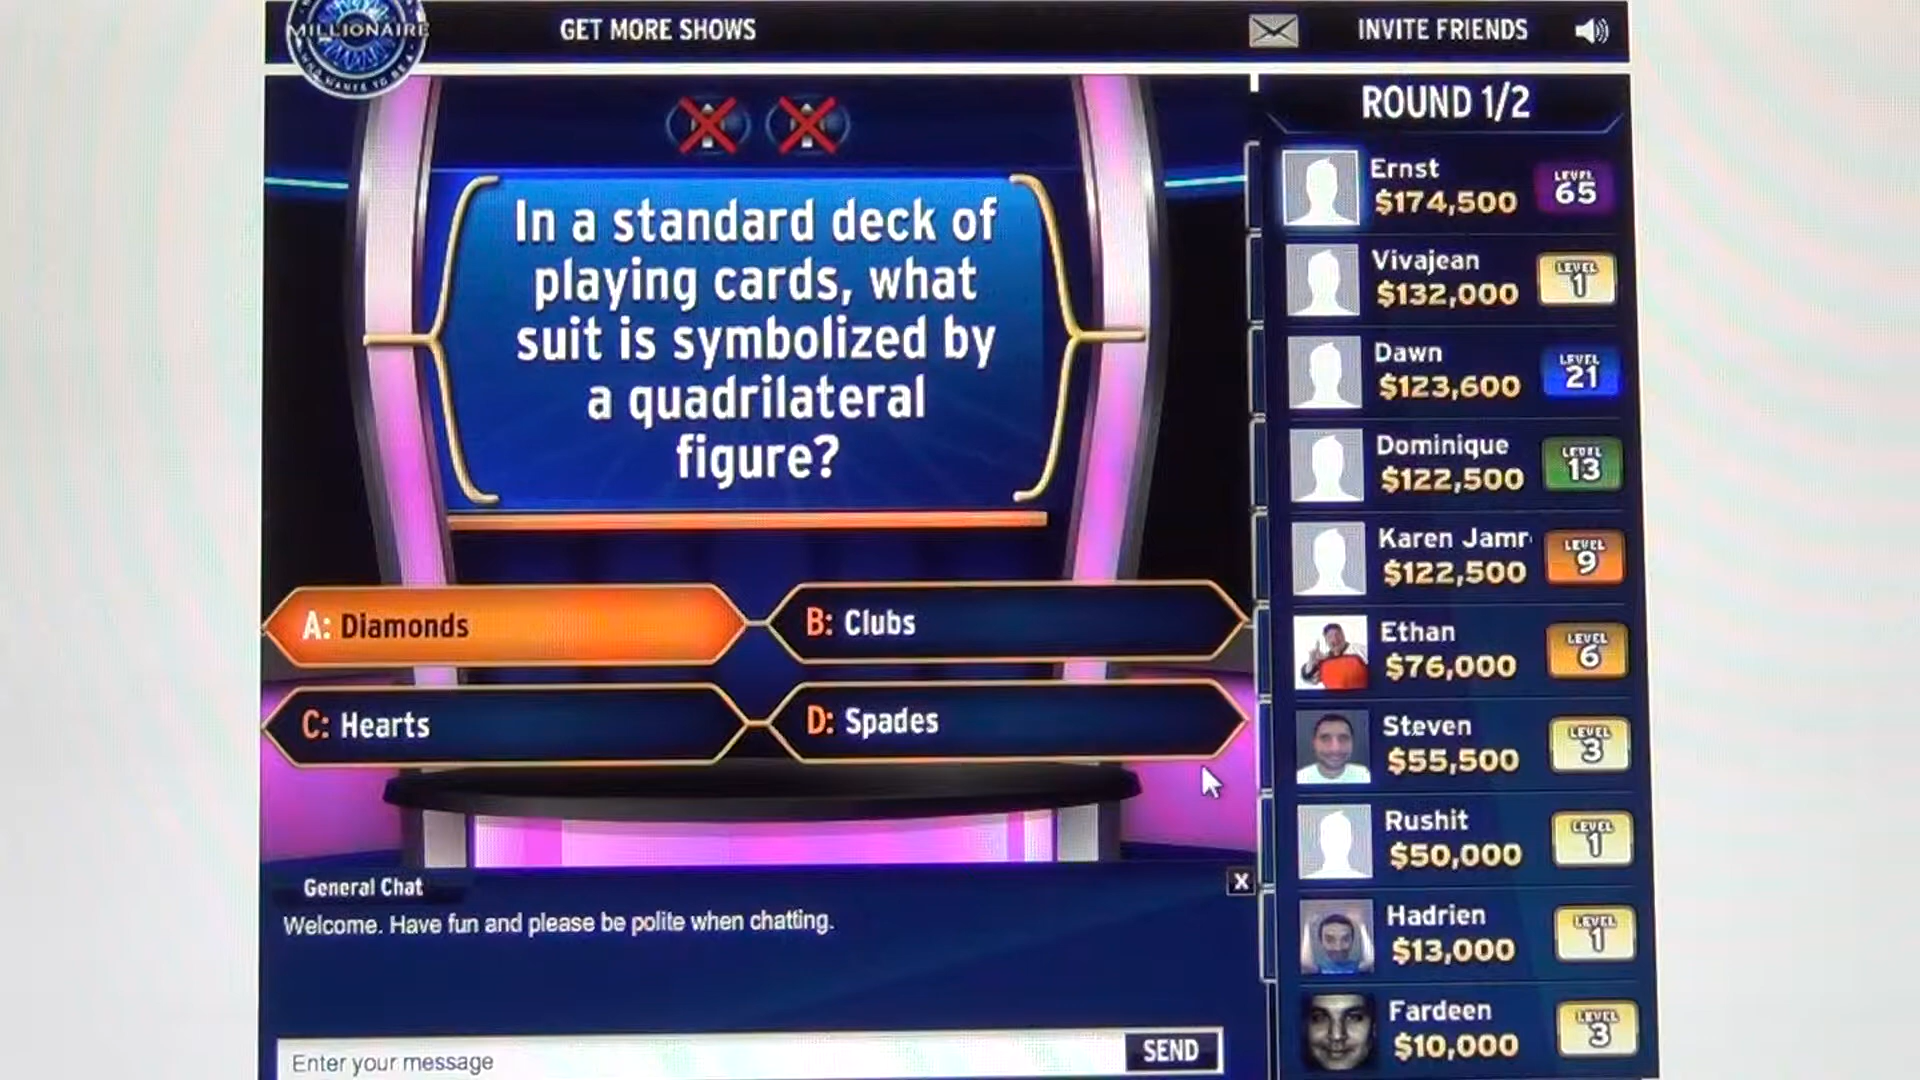 MILLIONAIRE
WHO WANTS TO BE A
GET MORE SHOWS
INVITE FRIENDS
ROUND 1/2
In a standard deck of
playing cards, what
suit is symbolized by
a quadrilateral
figure?
A: Diamonds
B: Clubs
C: Hearts
D: Spades
Ernst
$174,500
LEVEL
65
Vivajean
$132,000
LEVEL
1
Dawn
$123,600
LEVEL
21
Dominique
$122,500
LEVEL
13
Karen Jamr
$122,500
LEVEL
9
Ethan
$76,000
LEVEL
6
Steven
$55,500
LEVEL
3
Rushit
$50,000
LEVEL
1
Hadrien
$13,000
LEVEL
1
Fardeen
$10,000
LEVEL
3
General Chat
X
Welcome. Have fun and please be polite when chatting.
Enter your message
SEND